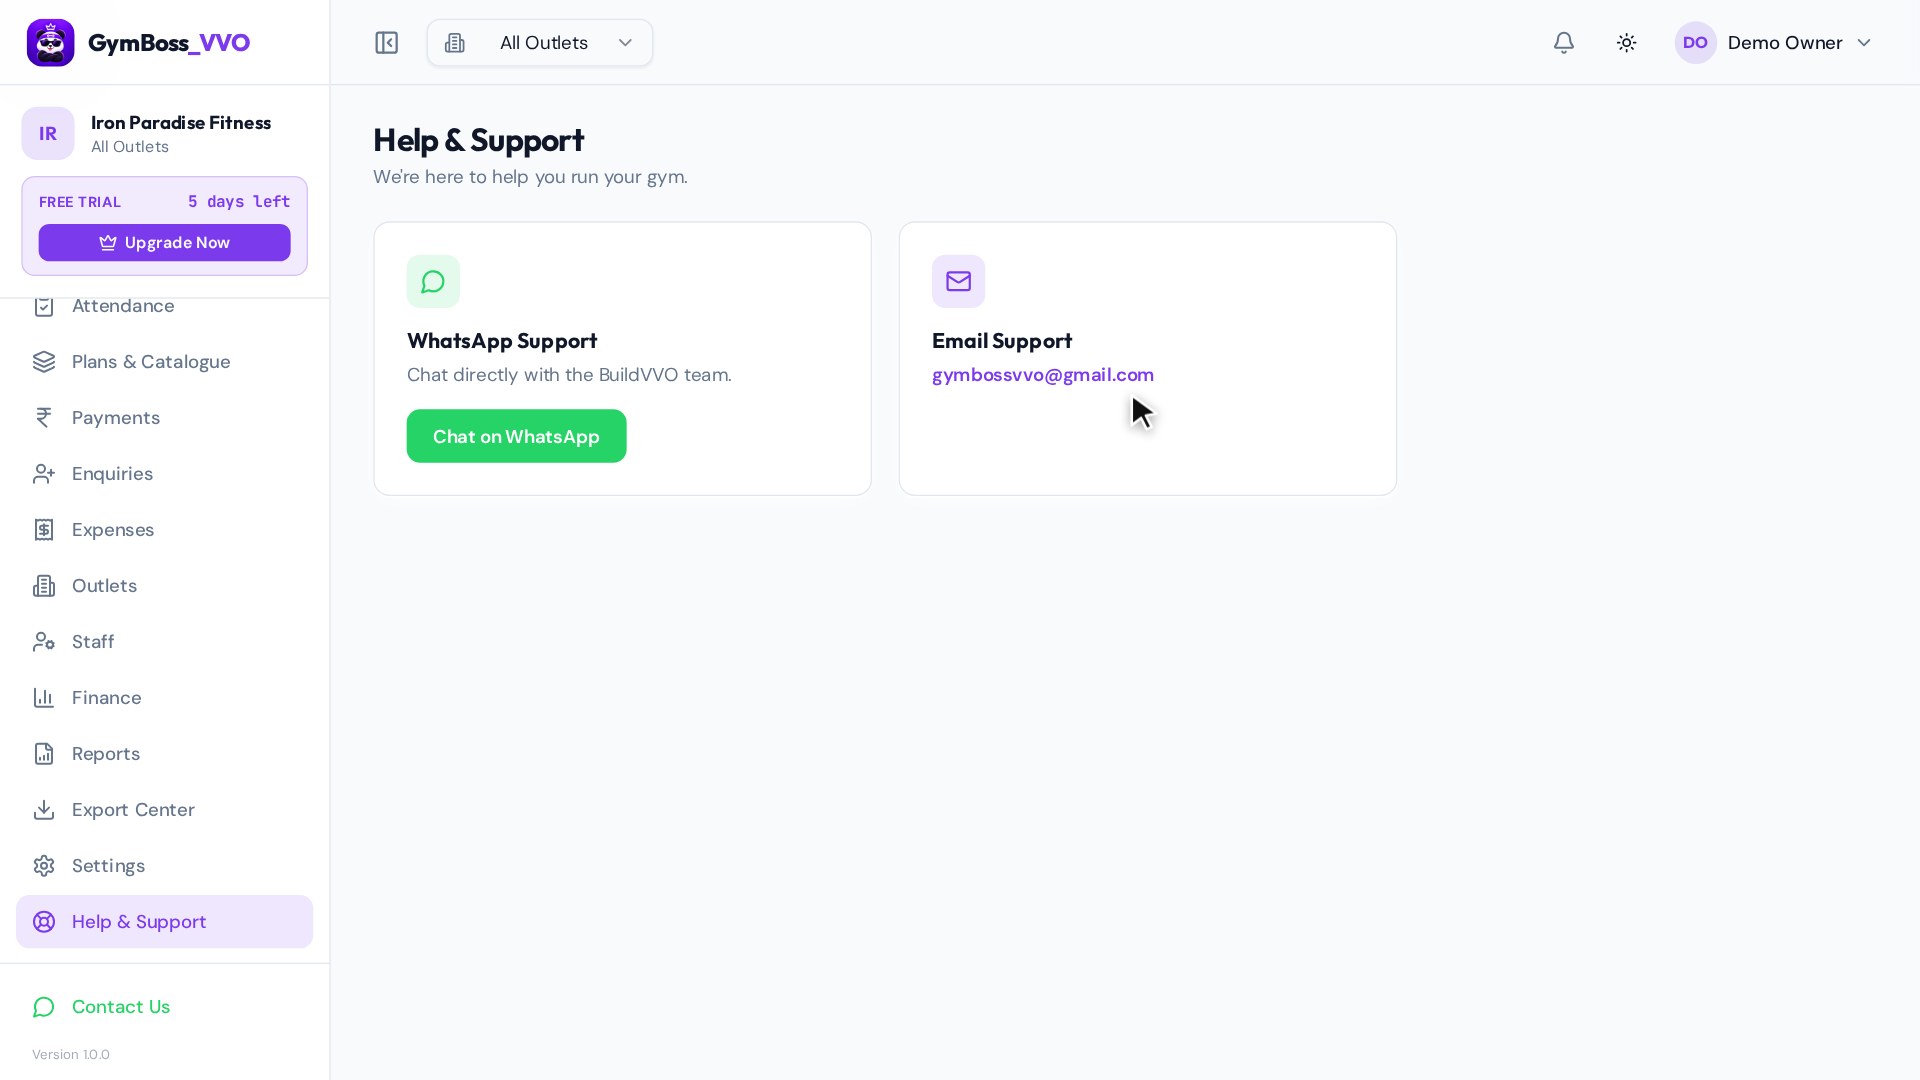 GymBoss_VVO
IR
Iron Paradise Fitness
All Outlets
FREE TRIAL
5 days left
Upgrade Now
Attendance
Plans & Catalogue
Payments
Enquiries
Expenses
Outlets
Staff
Finance
Reports
Export Center
Settings
Help & Support
Contact Us
Version 1.0.0
All Outlets
DO
Demo Owner
Help & Support
We're here to help you run your gym.
WhatsApp Support
Chat directly with the BuildVVO team.
Chat on WhatsApp
Email Support
gymbossvvo@gmail.com